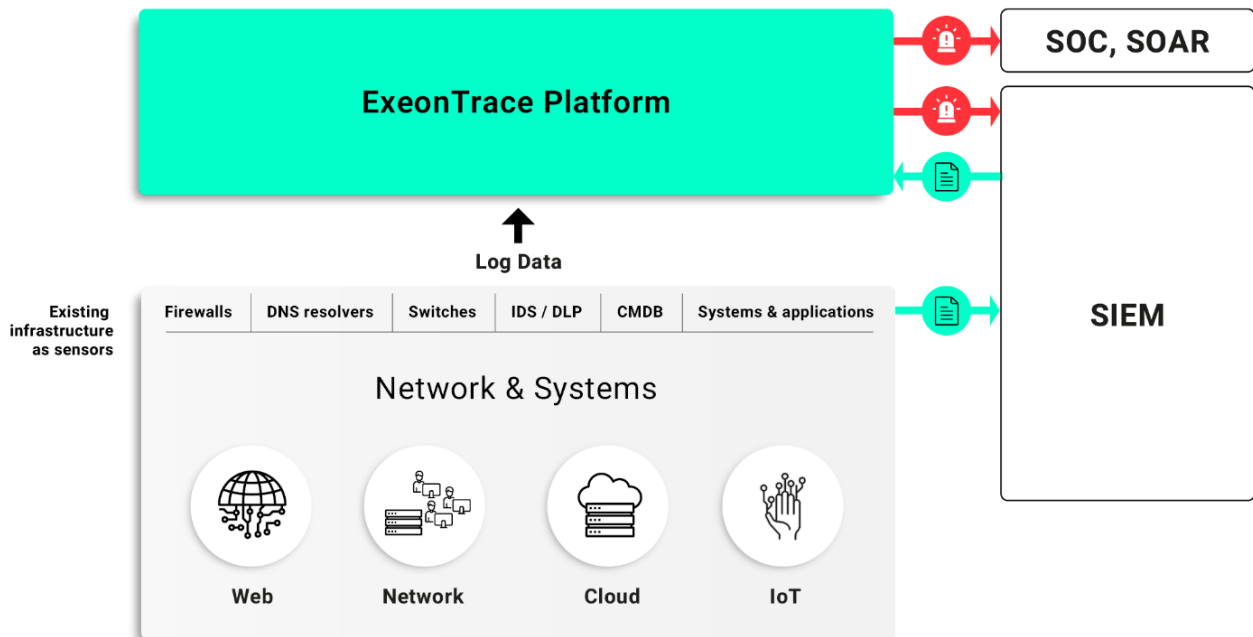 ExeonTrace Platform
SOC, SOAR
SIEM
Log Data
Existing
infrastructure
as sensors
Firewalls
DNS resolvers
Switches
IDS / DLP
CMDB
Systems & applications
Network & Systems
Web
Network
Cloud
IoT